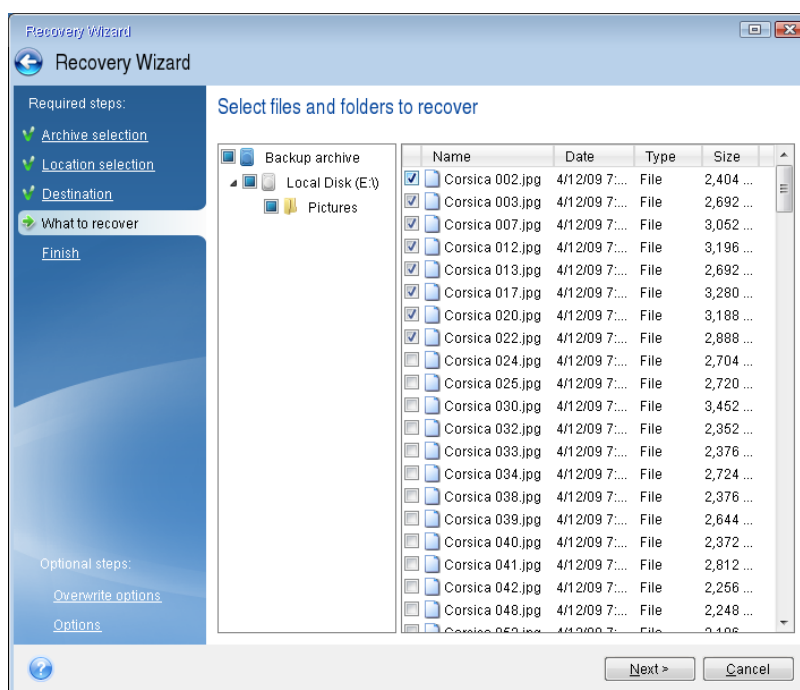 Recovery Wizard
Recovery Wizard
Required steps:
Archive selection
Location selection
Destination
What to recover
Finish
Optional steps:
Overwrite options
Options
Select files and folders to recover
Backup archive
Local Disk (E:\)
Pictures
Name Date Type Size
Corsica 002.jpg 4/12/09 7:... File 2,404 ...
Corsica 003.jpg 4/12/09 7:... File 2,692 ...
Corsica 007.jpg 4/12/09 7:... File 3,052 ...
Corsica 012.jpg 4/12/09 7:... File 3,196 ...
Corsica 013.jpg 4/12/09 7:... File 2,692 ...
Corsica 017.jpg 4/12/09 7:... File 3,280 ...
Corsica 020.jpg 4/12/09 7:... File 3,188 ...
Corsica 022.jpg 4/12/09 7:... File 2,888 ...
Corsica 024.jpg 4/12/09 7:... File 2,704 ...
Corsica 025.jpg 4/12/09 7:... File 2,720 ...
Corsica 030.jpg 4/12/09 7:... File 3,452 ...
Corsica 032.jpg 4/12/09 7:... File 2,352 ...
Corsica 033.jpg 4/12/09 7:... File 2,376 ...
Corsica 034.jpg 4/12/09 7:... File 2,724 ...
Corsica 038.jpg 4/12/09 7:... File 2,376 ...
Corsica 039.jpg 4/12/09 7:... File 2,644 ...
Corsica 040.jpg 4/12/09 7:... File 2,372 ...
Corsica 041.jpg 4/12/09 7:... File 2,812 ...
Corsica 042.jpg 4/12/09 7:... File 2,256 ...
Corsica 048.jpg 4/12/09 7:... File 2,248 ...
Next >
Cancel